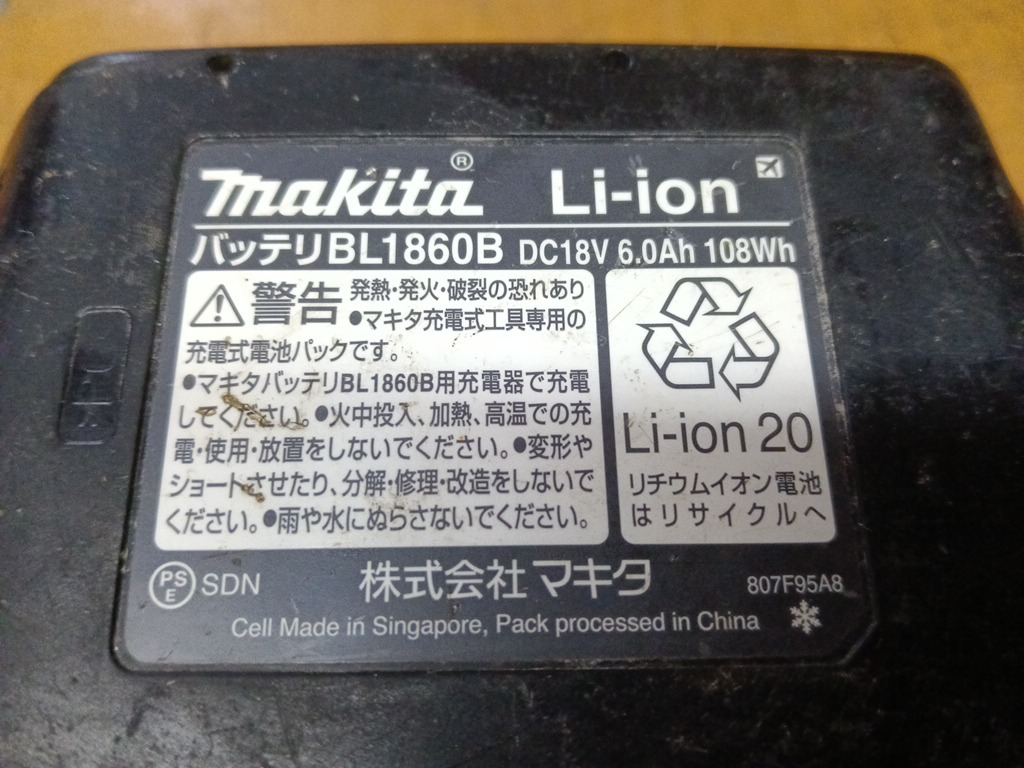 makita® Li-ion
バッテリBL1860B DC18V 6.0Ah 108Wh
警告 発熱・発火・破裂の恐れあり
●マキタ充電式工具専用の
充電式電池パックです。
●マキタバッテリBL1860B用充電器で充電
してください。●火中投入、加熱、高温での充
電・使用・放置をしないでください。●変形や
ショートさせたり、分解・修理・改造をしないで
ください。●雨や水にぬらさないでください。
Li-ion 20
リチウムイオン電池
はリサイクルへ
PSE SDN 株式会社マキタ 807F95A8
Cell Made in Singapore, Pack processed in China